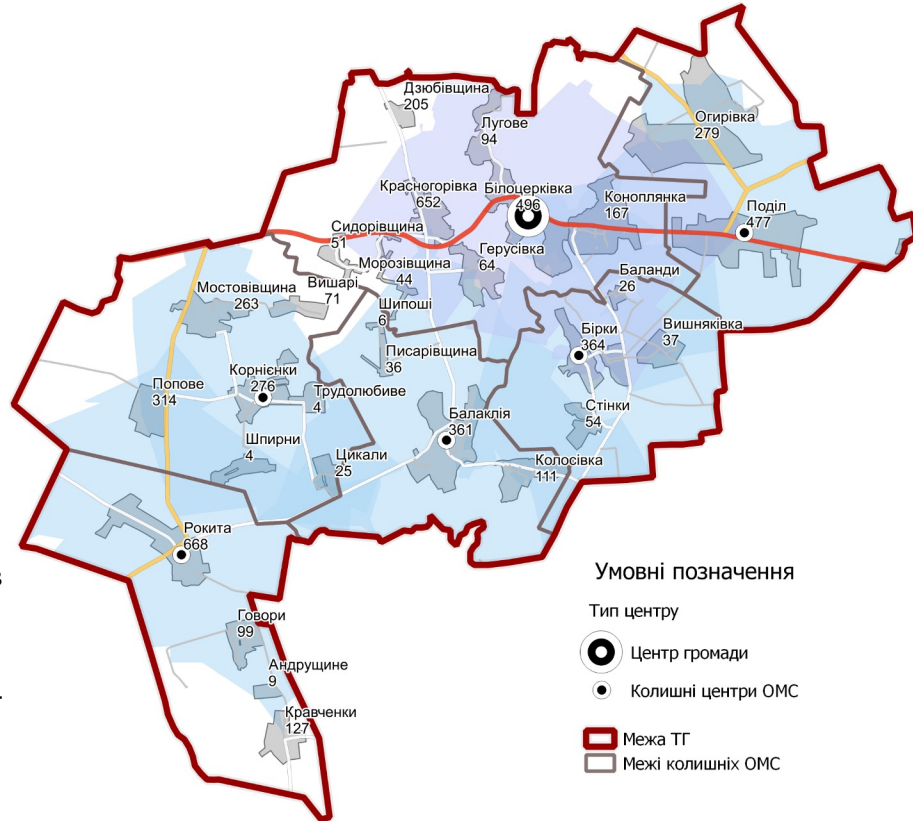 Дзюбівщина
205
Лугове
94
Огирівка
279
Красногорівка
652
Білоцерківка
496
Коноплянка
167
Поділ
477
Сидорівщина
51
Герусівка
64
Морозівщина
44
Баланди
26
Вишарі
71
Мостовівщина
263
Шипоші
6
Бірки
364
Вишняківка
37
Писарівщина
36
Корнієнки
276
Попове
314
Трудолюбиве
4
Балаклія
361
Стінки
54
Шпирни
4
Цикали
25
Колосівка
111
Рокита
668
в
Говори
99
Андрущине
9
Кравченки
127
Умовні позначення
Тип центру
Центр громади
Колишні центри ОМС
Межа ТГ
Межі колишніх ОМС